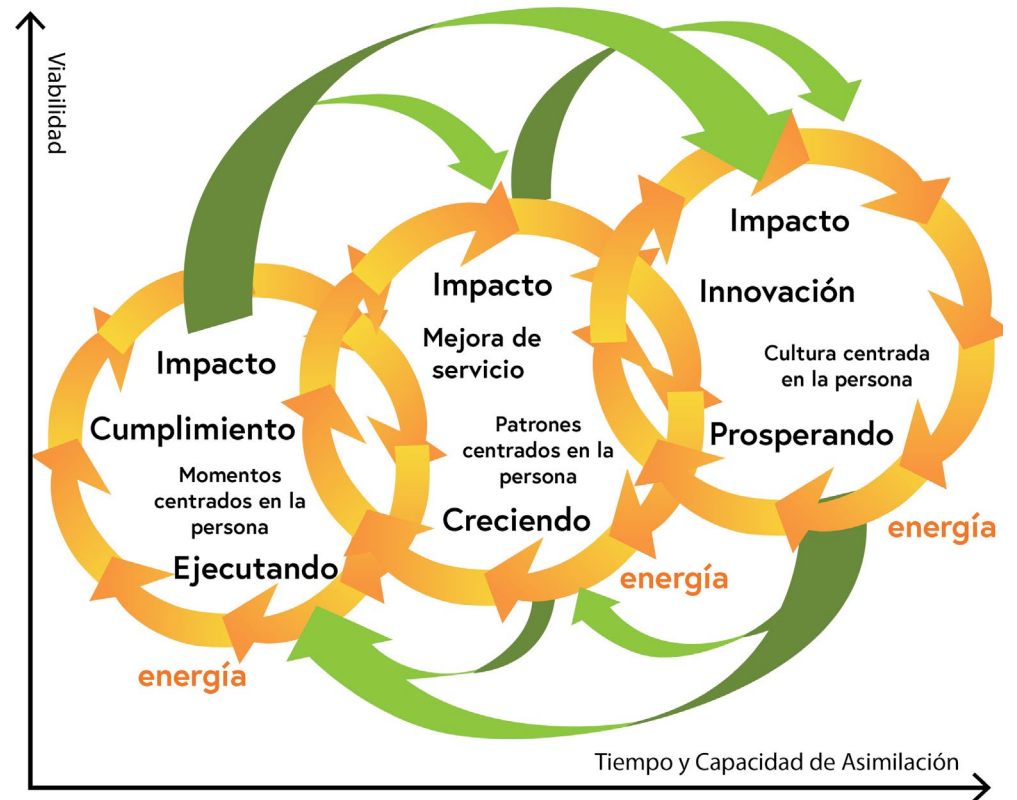 Viabilidad
Impacto
Cumplimiento
Momentos
centrados en la
persona
Ejecutando
energía
Impacto
Mejora de
servicio
Patrones
centrados en la
persona
Creciendo
energía
Impacto
Innovación
Cultura centrada
en la persona
Prosperando
energía
Tiempo y Capacidad de Asimilación